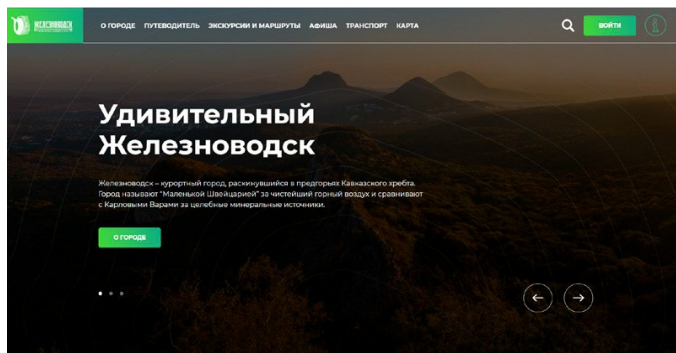 ЖЕЛЕЗНОВОДСК
О ГОРОДЕ ПУТЕВОДИТЕЛЬ ЭКСКУРСИИ И МАРШРУТЫ АФИША ТРАНСПОРТ КАРТА
ВОЙТИ
Удивительный
Железноводск
Железноводск – курортный город, раскинувшийся в предгорьях Кавказского хребта.
Город называют "Маленькой Швейцарией" за чистейший горный воздух и сравнивают
с Карловыми Варами за целебные минеральные источники.
О ГОРОДЕ